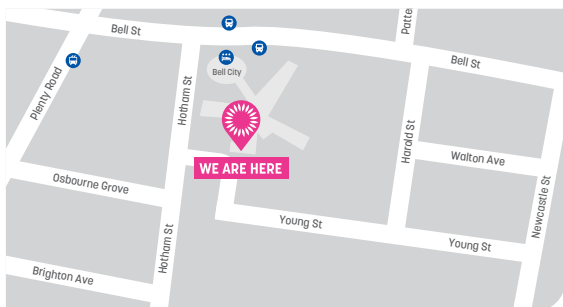 Bell St
Patte
Bell St
Plenty Road
Hotham St
Bell City
Harold St
Walton Ave
WE ARE HERE
Osbourne Grove
Newcastle St
Young St
Hotham St
Young St
Brighton Ave